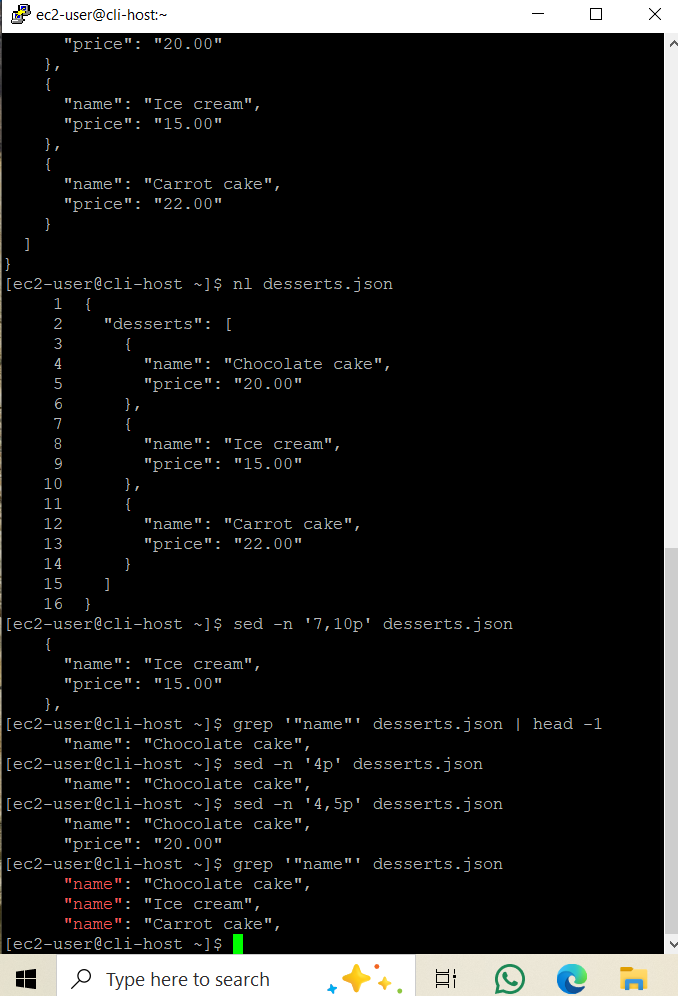 ec2-user@cli-host:~
      "price": "20.00"
    },
    {
      "name": "Ice cream",
      "price": "15.00"
    },
    {
      "name": "Carrot cake",
      "price": "22.00"
    }
  ]
}
[ec2-user@cli-host ~]$ nl desserts.json
     1  {
     2    "desserts": [
     3      {
     4        "name": "Chocolate cake",
     5        "price": "20.00"
     6      },
     7      {
     8        "name": "Ice cream",
     9        "price": "15.00"
    10      },
    11      {
    12        "name": "Carrot cake",
    13        "price": "22.00"
    14      }
    15    ]
    16  }
[ec2-user@cli-host ~]$ sed -n '7,10p' desserts.json
    {
      "name": "Ice cream",
      "price": "15.00"
    },
[ec2-user@cli-host ~]$ grep '"name"' desserts.json | head -1
      "name": "Chocolate cake",
[ec2-user@cli-host ~]$ sed -n '4p' desserts.json
      "name": "Chocolate cake",
[ec2-user@cli-host ~]$ sed -n '4,5p' desserts.json
      "name": "Chocolate cake",
      "price": "20.00"
[ec2-user@cli-host ~]$ grep '"name"' desserts.json
      "name": "Chocolate cake",
      "name": "Ice cream",
      "name": "Carrot cake",
[ec2-user@cli-host ~]$
Type here to search